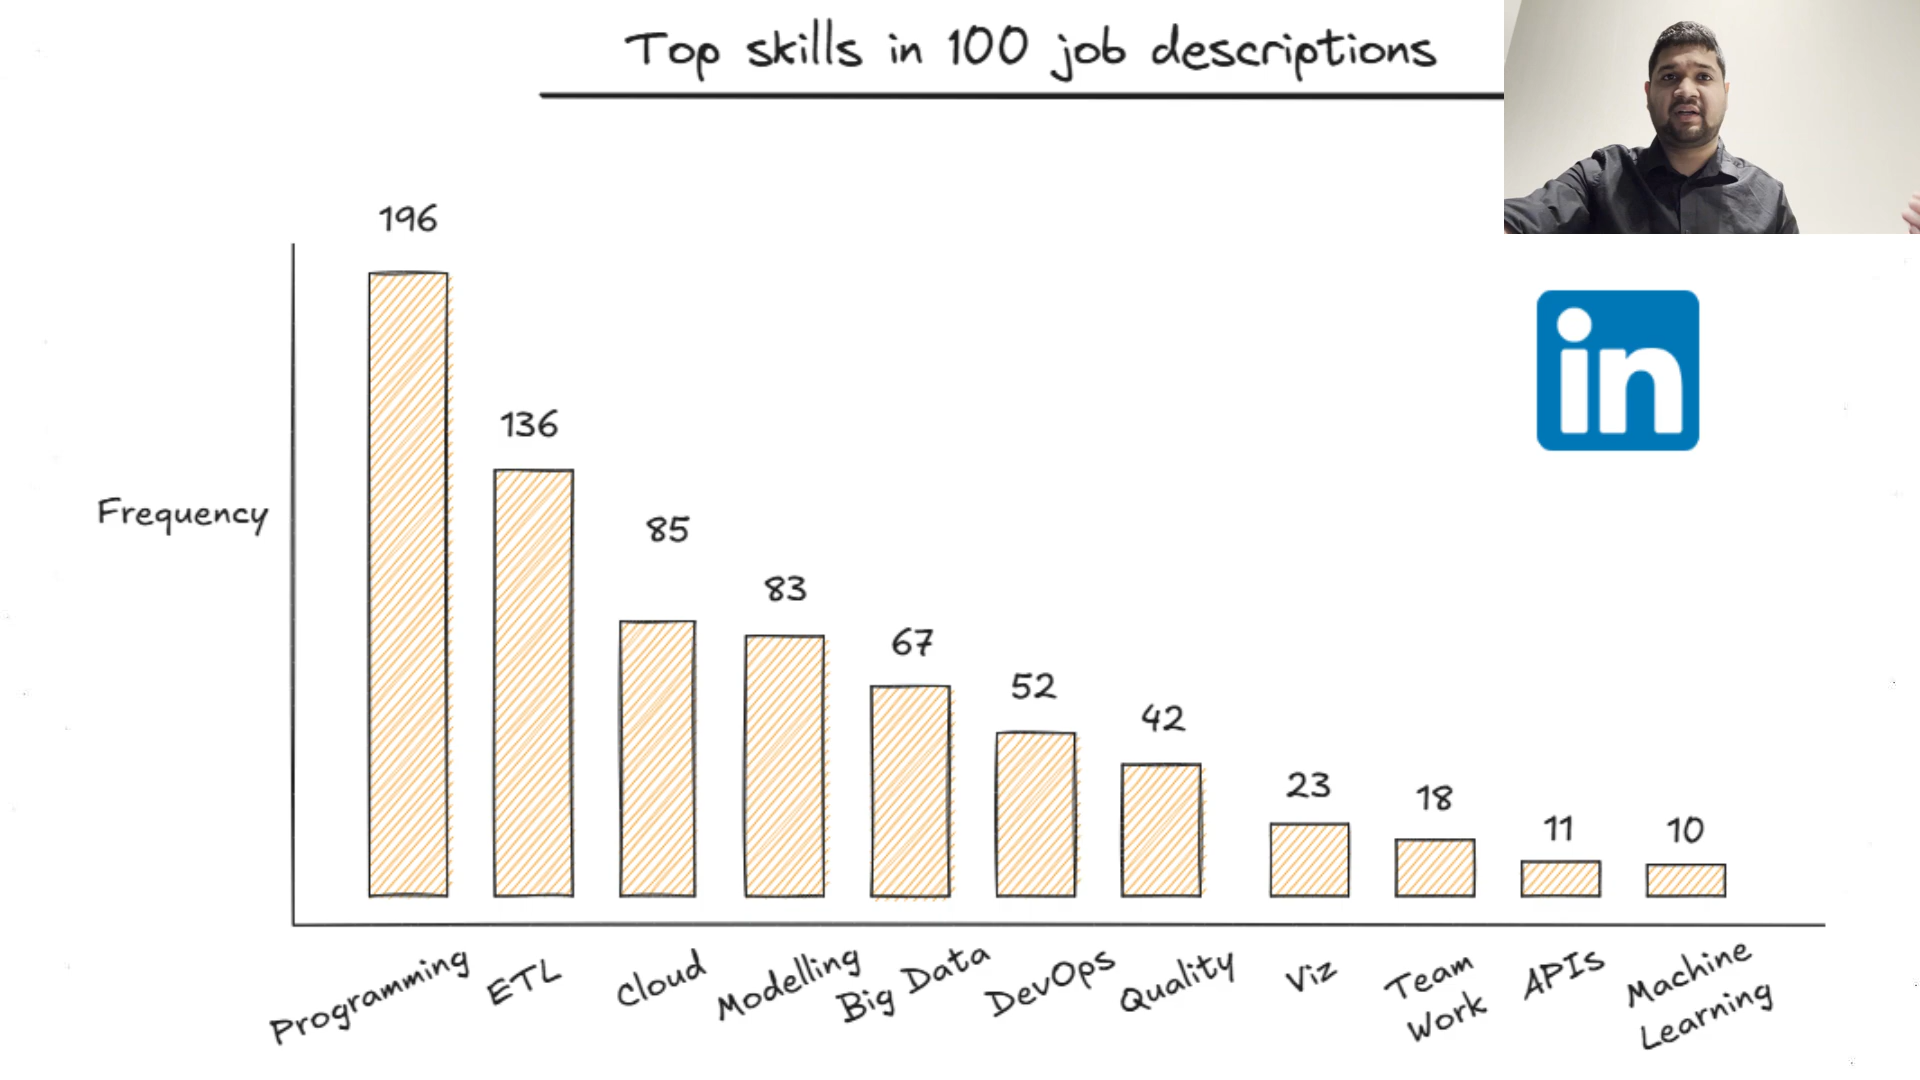 Top skills in 100 job descriptions
196
136
85
83
67
52
42
23
18
11
10
Frequency
in
Programming
ETL
Cloud
Modelling
Big Data
DevOps
Quality
Viz
Team
Work
APIs
Machine
Learning